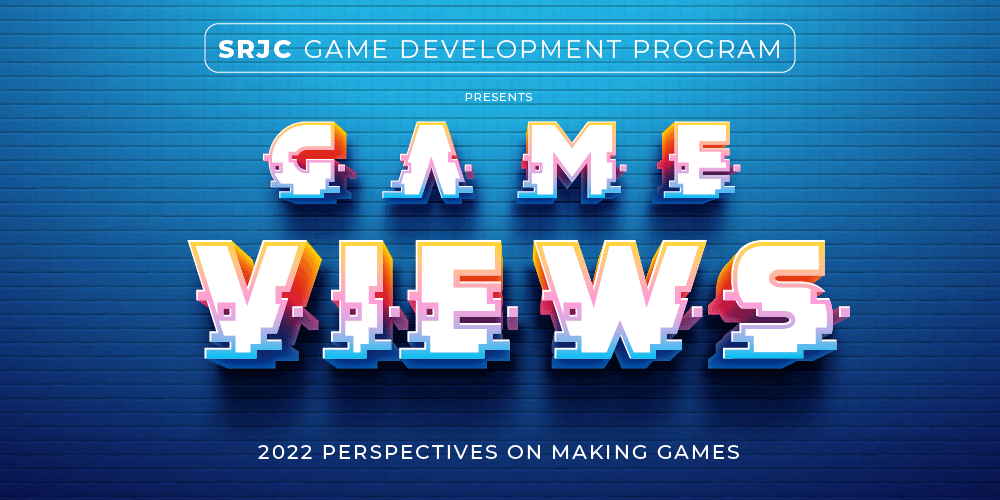 SRJC GAME DEVELOPMENT PROGRAM
PRESENTS
GAME
VIEWS
2022 PERSPECTIVES ON MAKING GAMES